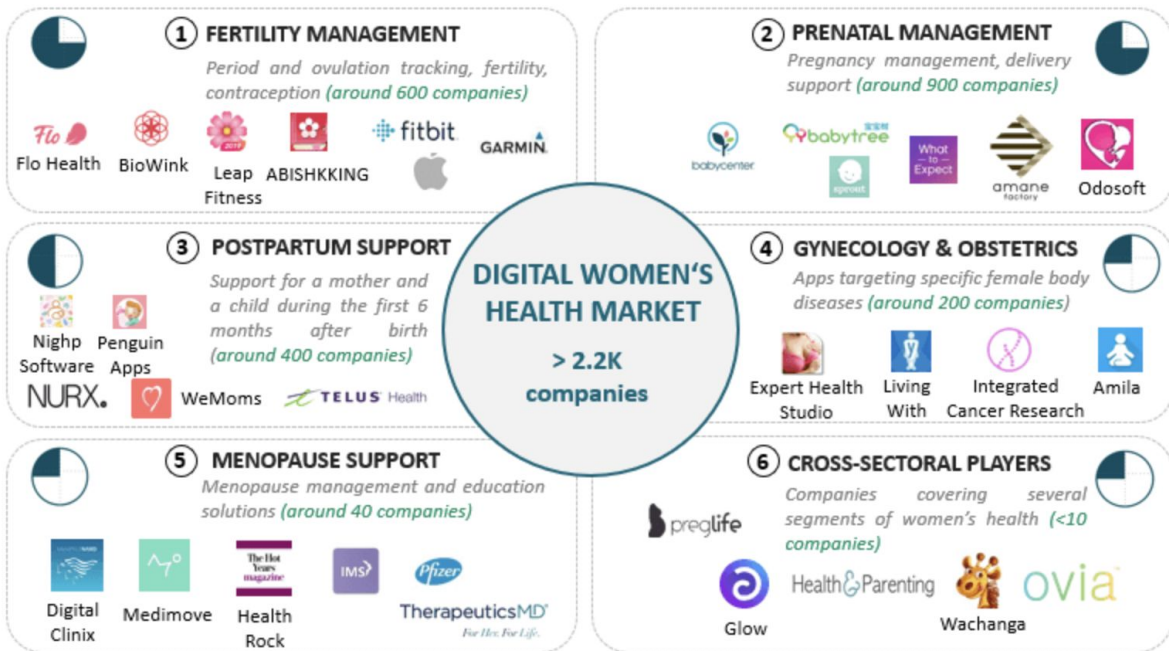 1 FERTILITY MANAGEMENT
Period and ovulation tracking, fertility,
contraception (around 600 companies)
Flo
Flo Health
BioWink
2019
Leap
Fitness
ABISHKKING
fitbit
GARMIN
2 PRENATAL MANAGEMENT
Pregnancy management, delivery
support (around 900 companies)
babycenter
宝宝树
babytree
sprout
What
to
Expect
amane
factory
Odosoft
3 POSTPARTUM SUPPORT
Support for a mother and
a child during the first 6
months after birth
(around 400 companies)
Nighp
Software
Penguin
Apps
NURX.
WeMoms
TELUS Health
DIGITAL WOMEN‘S
HEALTH MARKET
> 2.2K
companies
4 GYNECOLOGY & OBSTETRICS
Apps targeting specific female body
diseases (around 200 companies)
Expert Health
Studio
Living
With
Integrated
Cancer Research
Amila
5 MENOPAUSE SUPPORT
Menopause management and education
solutions (around 40 companies)
Digital
Clinix
Medimove
The Hot
Years
magazine
Health
Rock
IMS
Pfizer
TherapeuticsMD®
For Her. For Life.
6 CROSS-SECTORAL PLAYERS
Companies covering several
segments of women’s health (<10
companies)
preglife
Glow
Health&Parenting
Wachanga
ovia™